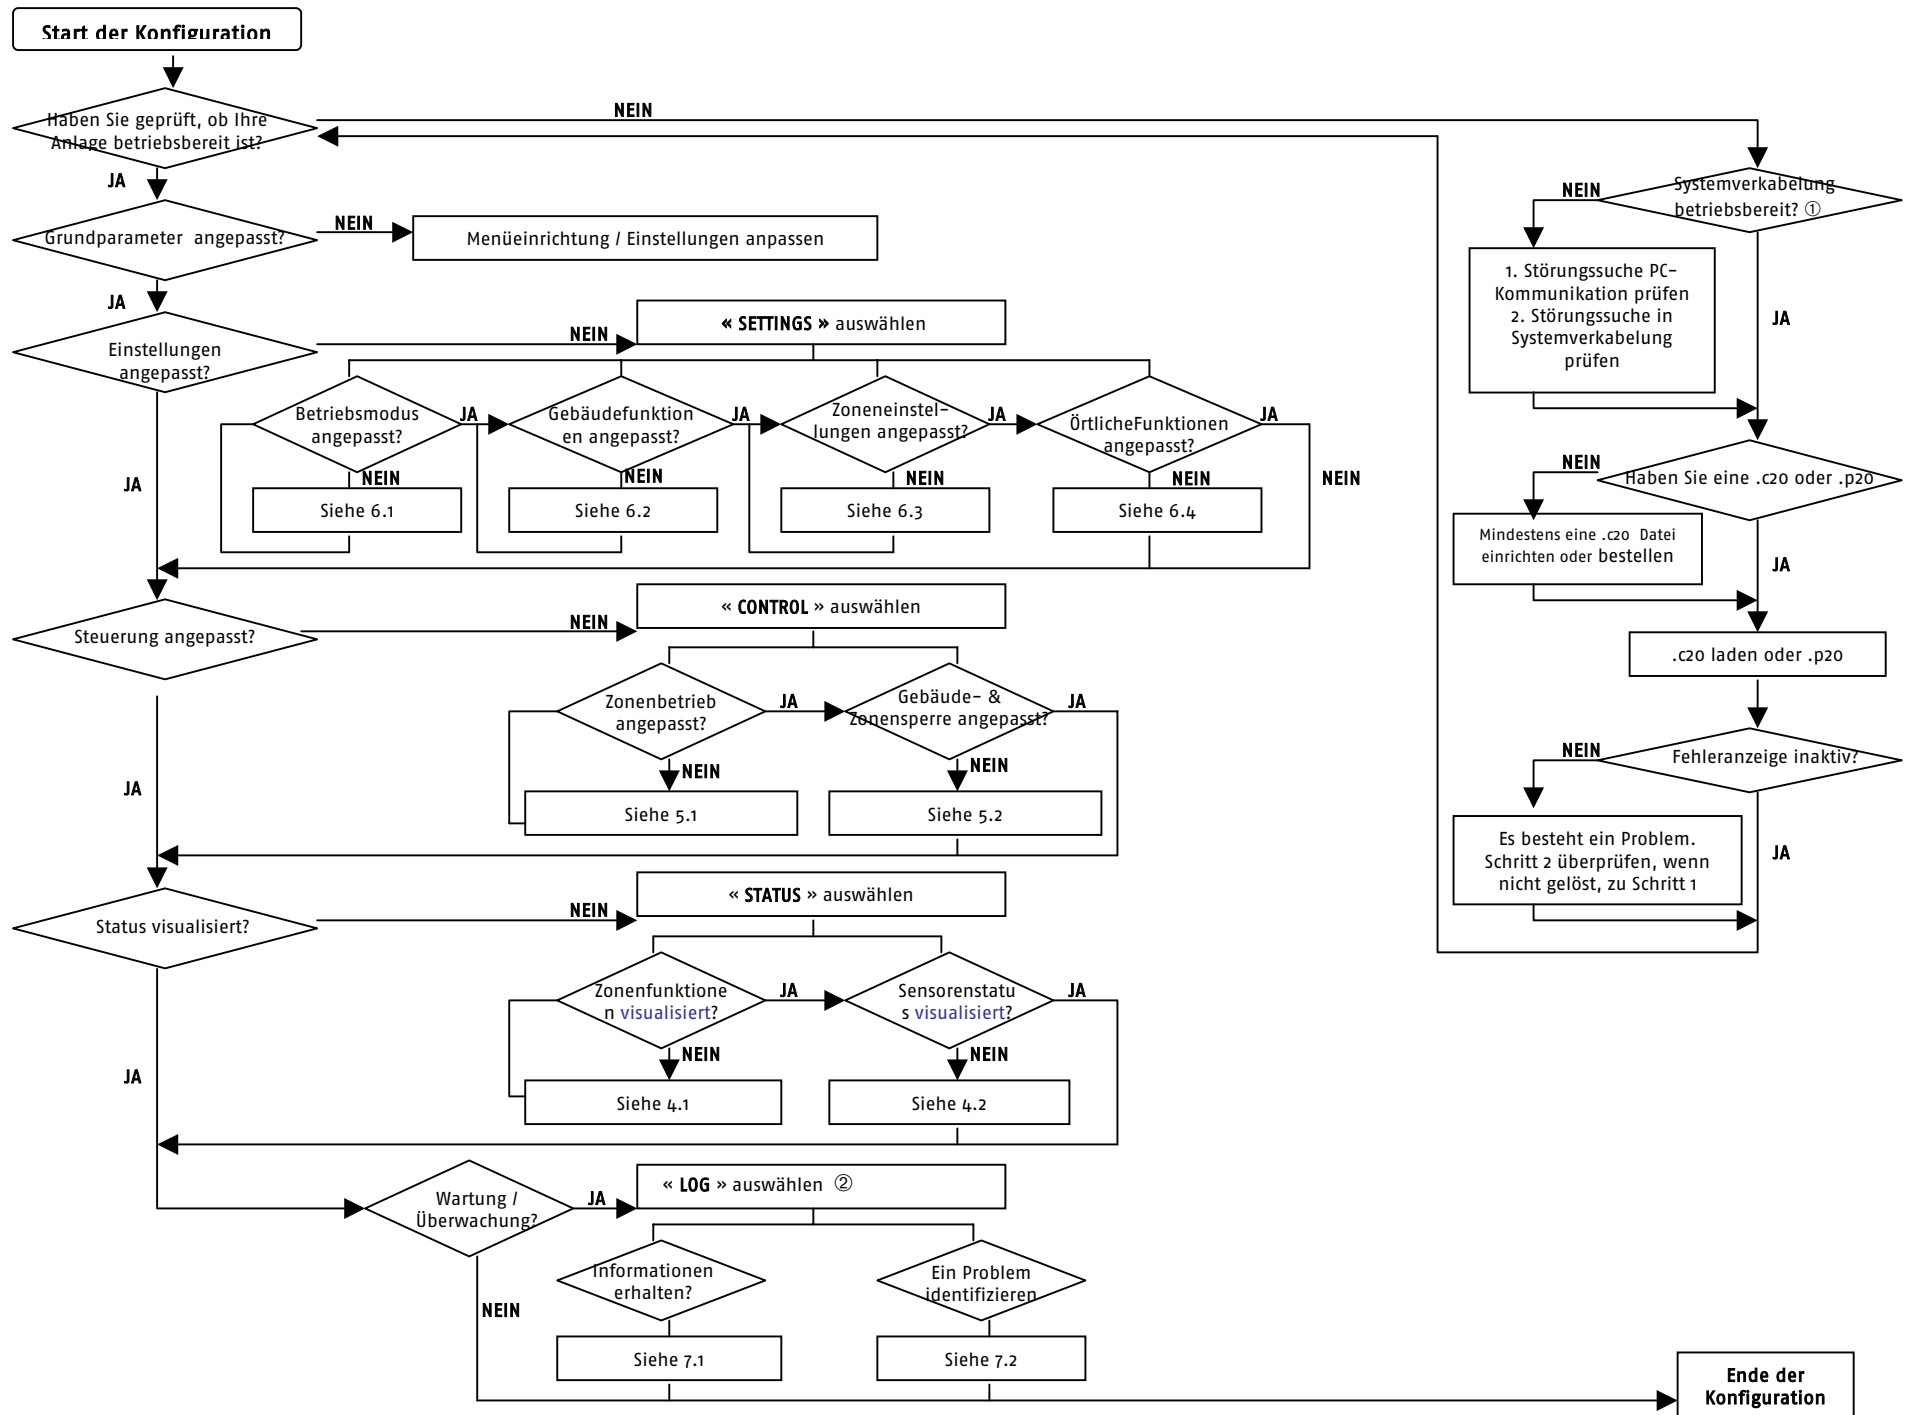 Start der Konfiguration
Haben Sie geprüft, ob Ihre
Anlage betriebsbereit ist?
NEIN
JA
Grundparameter angepasst?
NEIN
Menüeinrichtung / Einstellungen anpassen
JA
Einstellungen
angepasst?
NEIN
« SETTINGS » auswählen
Betriebsmodus
angepasst?
JA
Gebäudefunktion
en angepasst?
JA
Zoneneinstel-
lungen angepasst?
JA
ÖrtlicheFunktionen
angepasst?
JA
NEIN
NEIN
NEIN
NEIN
NEIN
JA
Siehe 6.1
Siehe 6.2
Siehe 6.3
Siehe 6.4
Steuerung angepasst?
NEIN
« CONTROL » auswählen
Zonenbetrieb
angepasst?
JA
Gebäude- &
Zonensperre angepasst?
JA
NEIN
NEIN
JA
Siehe 5.1
Siehe 5.2
Status visualisiert?
NEIN
« STATUS » auswählen
Zonenfunktione
n visualisiert?
JA
Sensorenstatu
s visualisiert?
JA
NEIN
NEIN
JA
Siehe 4.1
Siehe 4.2
Wartung /
Überwachung?
JA
« LOG » auswählen ②
Informationen
erhalten?
Ein Problem
identifizieren
NEIN
Siehe 7.1
Siehe 7.2
Systemverkabelung
betriebsbereit? ①
NEIN
1. Störungssuche PC-
Kommunikation prüfen
2. Störungssuche in
Systemverkabelung
prüfen
JA
Haben Sie eine .c20 oder .p20
NEIN
Mindestens eine .c20 Datei
einrichten oder bestellen
JA
.c20 laden oder .p20
Fehleranzeige inaktiv?
NEIN
Es besteht ein Problem.
Schritt 2 überprüfen, wenn
nicht gelöst, zu Schritt 1
JA
Ende der
Konfiguration